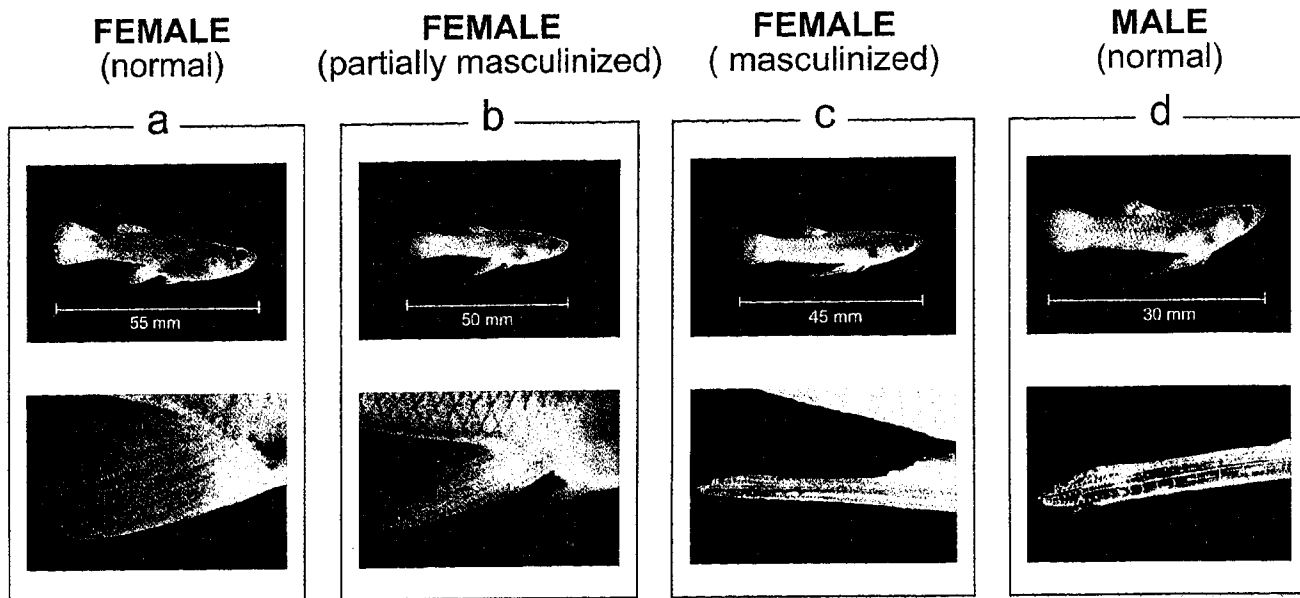 FEMALE
(normal)
a
55 mm
FEMALE
(partially masculinized)
b
50 mm
FEMALE
( masculinized)
c
45 mm
MALE
(normal)
d
30 mm